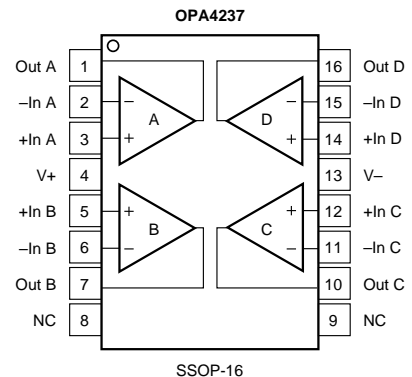 OPA4237
Out A 1 16 Out D
–In A 2 – – 15 –In D
+In A 3 + A D + 14 +In D
V+ 4 13 V–
+In B 5 + + 12 +In C
–In B 6 – B C – 11 –In C
Out B 7 10 Out C
NC 8 9 NC
SSOP-16